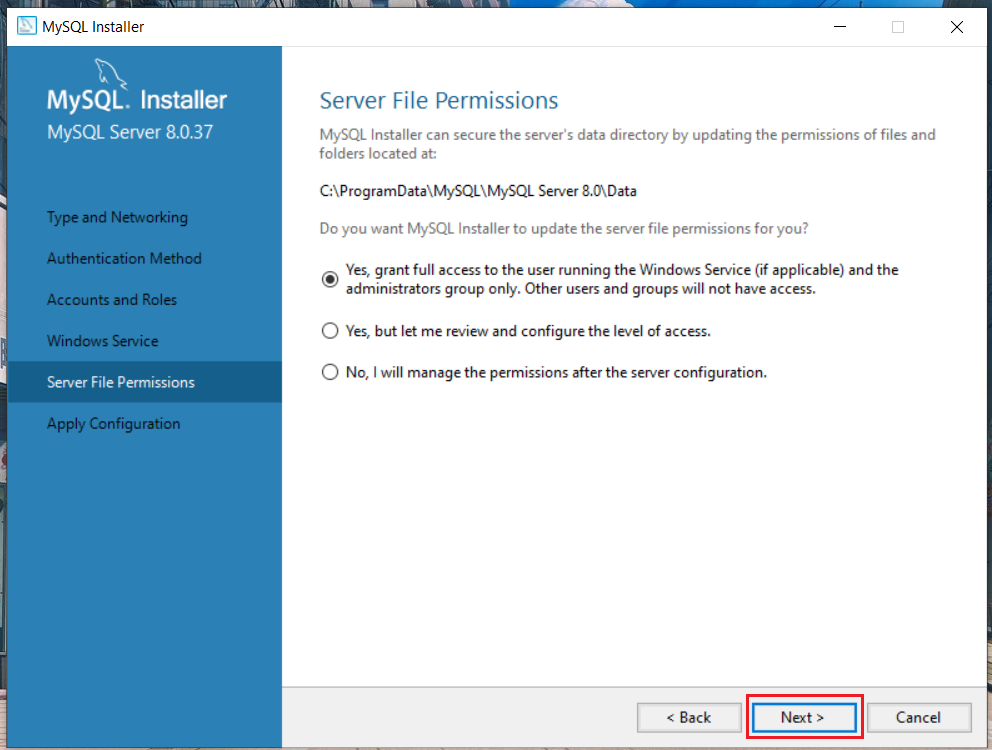 MySQL Installer
MySQL. Installer
MySQL Server 8.0.37
Type and Networking
Authentication Method
Accounts and Roles
Windows Service
Server File Permissions
Apply Configuration
Server File Permissions
MySQL Installer can secure the server's data directory by updating the permissions of files and
folders located at:
C:\ProgramData\MySQL\MySQL Server 8.0\Data
Do you want MySQL Installer to update the server file permissions for you?
Yes, grant full access to the user running the Windows Service (if applicable) and the
administrators group only. Other users and groups will not have access.
Yes, but let me review and configure the level of access.
No, I will manage the permissions after the server configuration.
< Back
Next >
Cancel